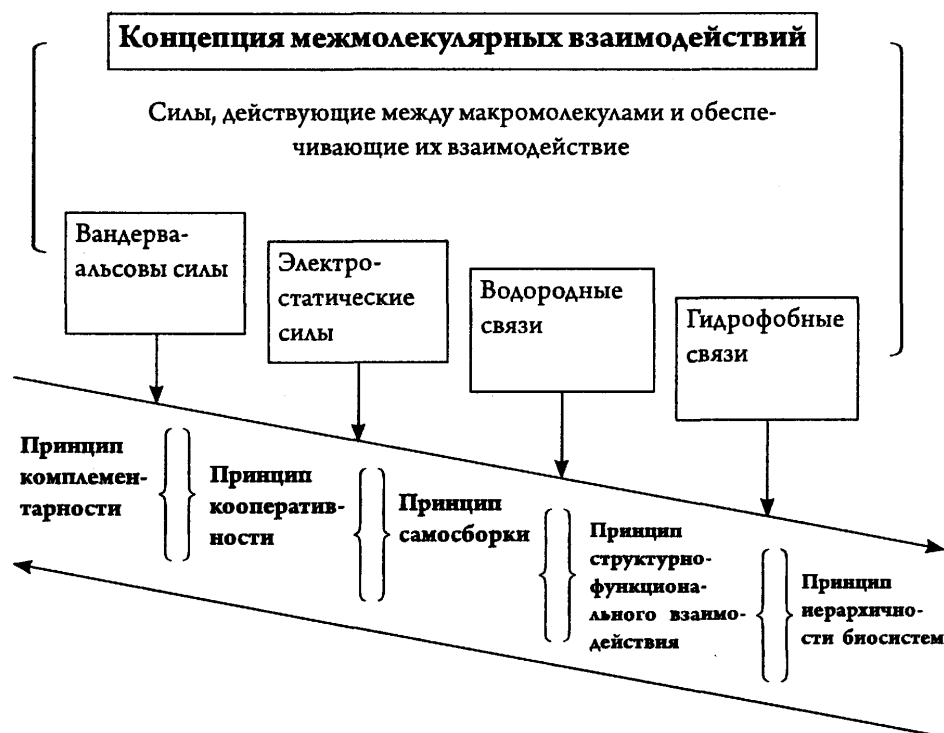 Концепция межмолекулярных взаимодействий
Силы, действующие между макромолекулами и обеспе-
чивающие их взаимодействие
Вандерва-
альсовы силы
Электро-
статические
силы
Водородные
связи
Гидрофобные
связи
Принцип
комплемен-
тарности
Принцип
кооператив-
ности
Принцип
самосборки
Принцип
структурно-
функциона-
льного взаимо-
действия
Принцип
иерархично-
сти биосистем